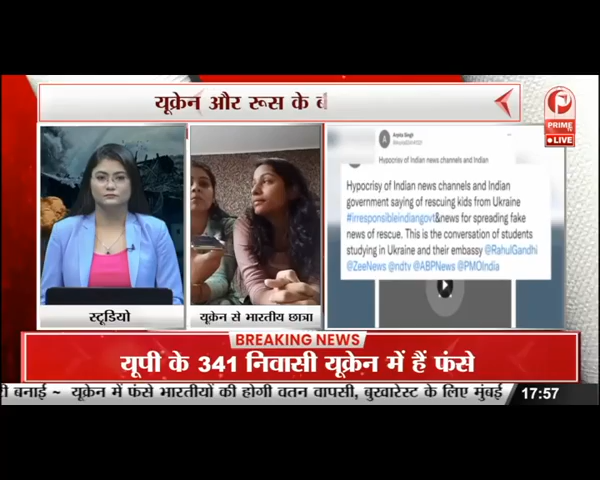 यूक्रेन और रूस के
PRIME
LIVE
Arpita Singh
Hypocrisy of Indian news channels and Indian
Hypocrisy of Indian news channels and Indian
government saying of rescuing kids from Ukraine
#irresponsibleindiangovt&news for spreading fake
news of rescue. This is the conversation of students
studying in Ukraine and their embassy @RahulGandhi
@ZeeNews @ndtv @ABPNews @PMOIndia
स्टूडियो
यूक्रेन से भारतीय छात्रा
BREAKING NEWS
यूपी के 341 निवासी यूक्रेन में हैं फंसे
री बनाई ~ यूक्रेन में फंसे भारतीयों की होगी वतन वापसी, बुखारेस्ट के लिए मुंबई
17:57